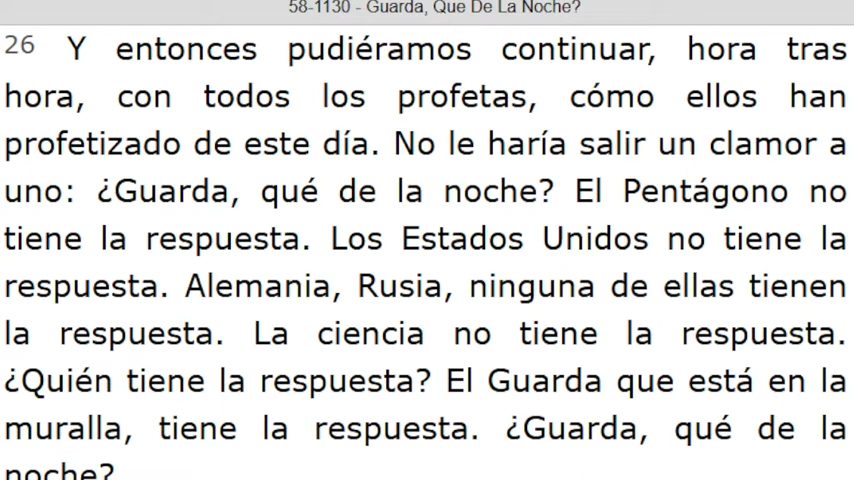 58-1130 - Guarda, Que De La Noche?
26 Y entonces pudiéramos continuar, hora tras
hora, con todos los profetas, cómo ellos han
profetizado de este día. No le haría salir un clamor a
uno: ¿Guarda, qué de la noche? El Pentágono no
tiene la respuesta. Los Estados Unidos no tiene la
respuesta. Alemania, Rusia, ninguna de ellas tienen
la respuesta. La ciencia no tiene la respuesta.
¿Quién tiene la respuesta? El Guarda que está en la
muralla, tiene la respuesta. ¿Guarda, qué de la
noche?